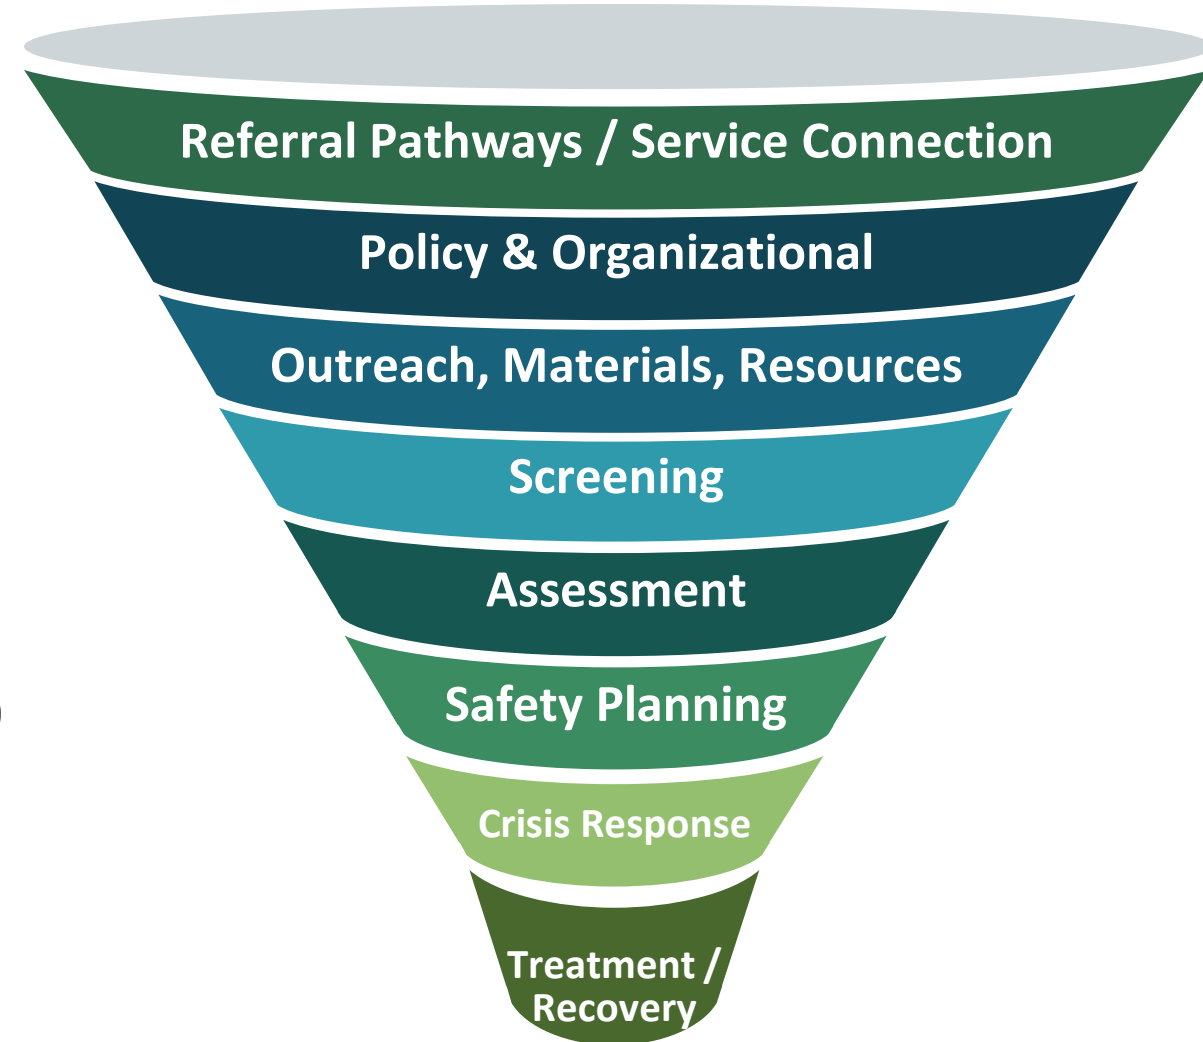 Referral Pathways / Service Connection
Policy & Organizational
Outreach, Materials, Resources
Screening
Assessment
Safety Planning
Crisis Response
Treatment /
Recovery